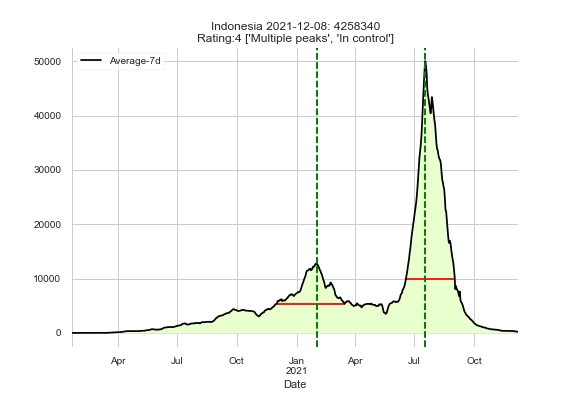 Indonesia 2021-12-08: 4258340
Rating:4 ['Multiple peaks', 'In control']
Average-7d
50000
40000
30000
20000
10000
0
Apr Jul Oct Jan Apr Jul Oct
2021
Date